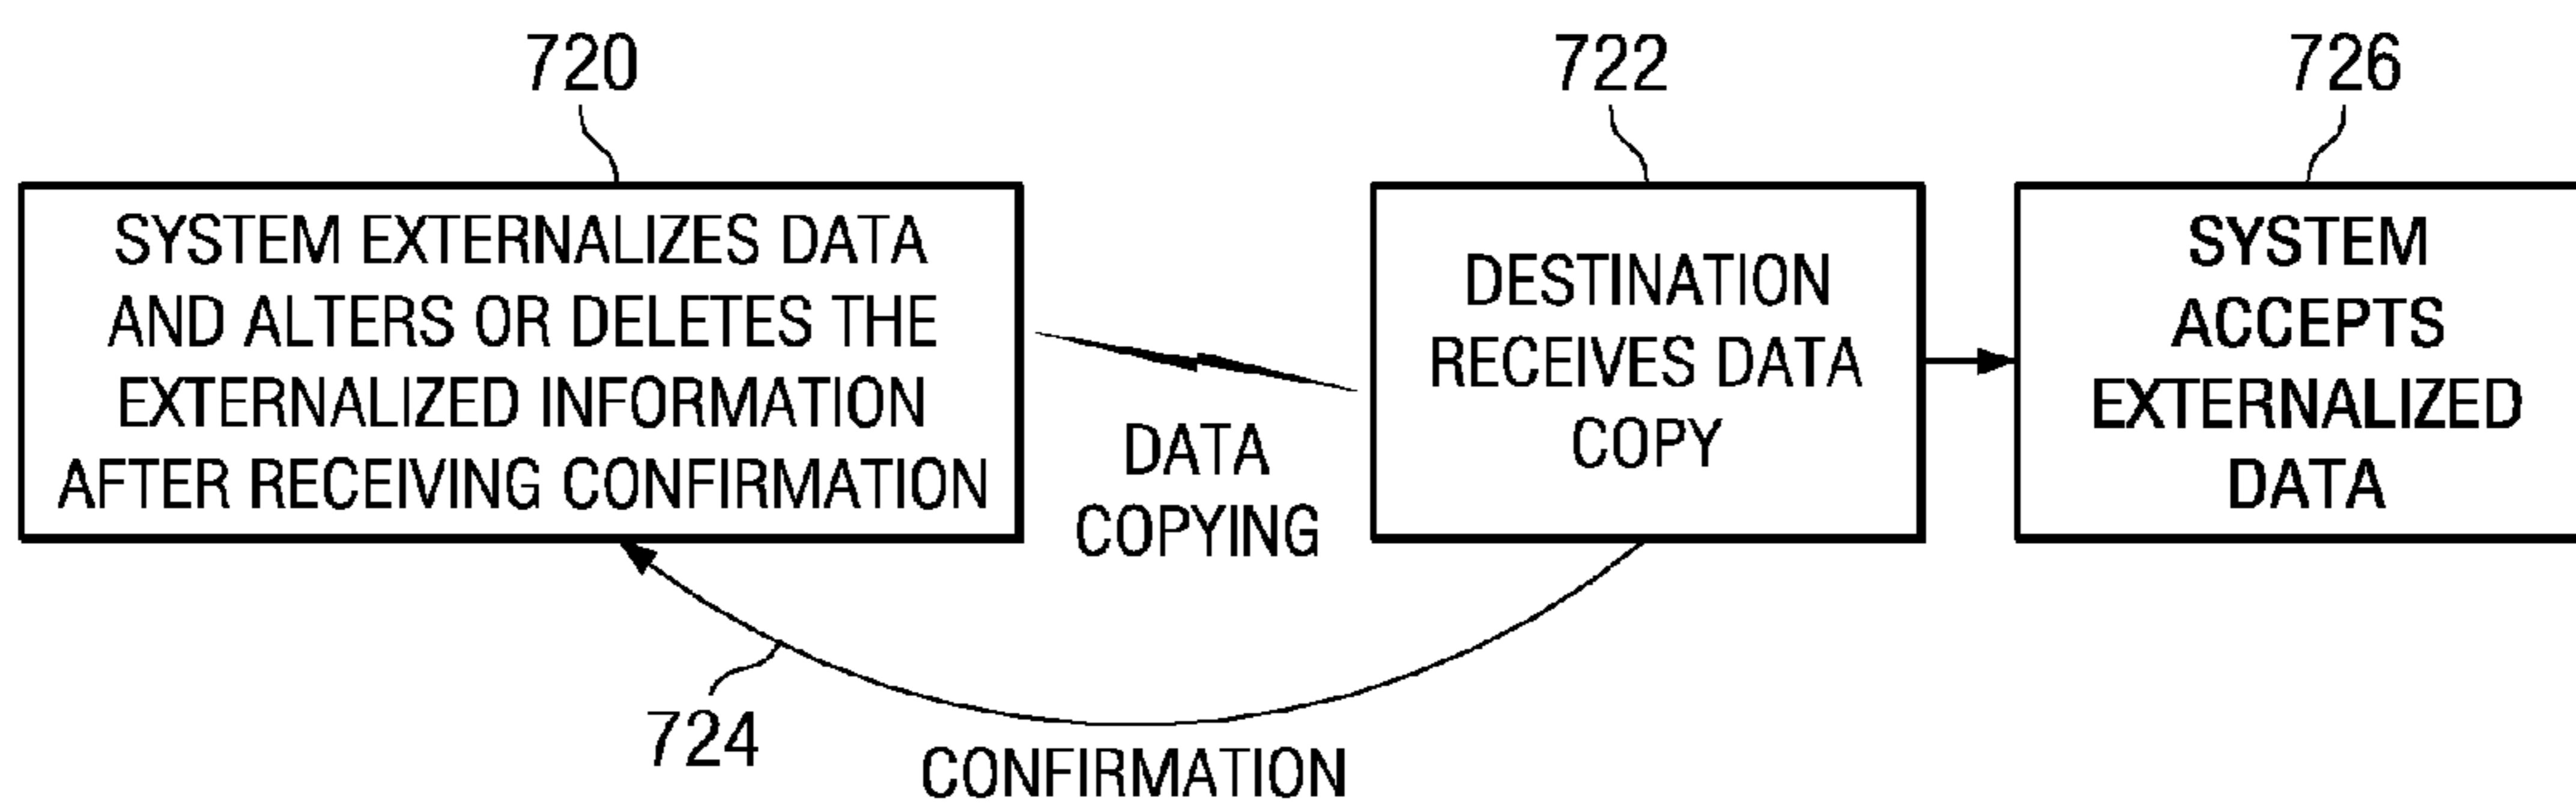 720
722
726
SYSTEM EXTERNALIZES DATA
AND ALTERS OR DELETES THE
EXTERNALIZED INFORMATION
AFTER RECEIVING CONFIRMATION
DATA
COPYING
DESTINATION
RECEIVES DATA
COPY
SYSTEM
ACCEPTS
EXTERNALIZED
DATA
724
CONFIRMATION